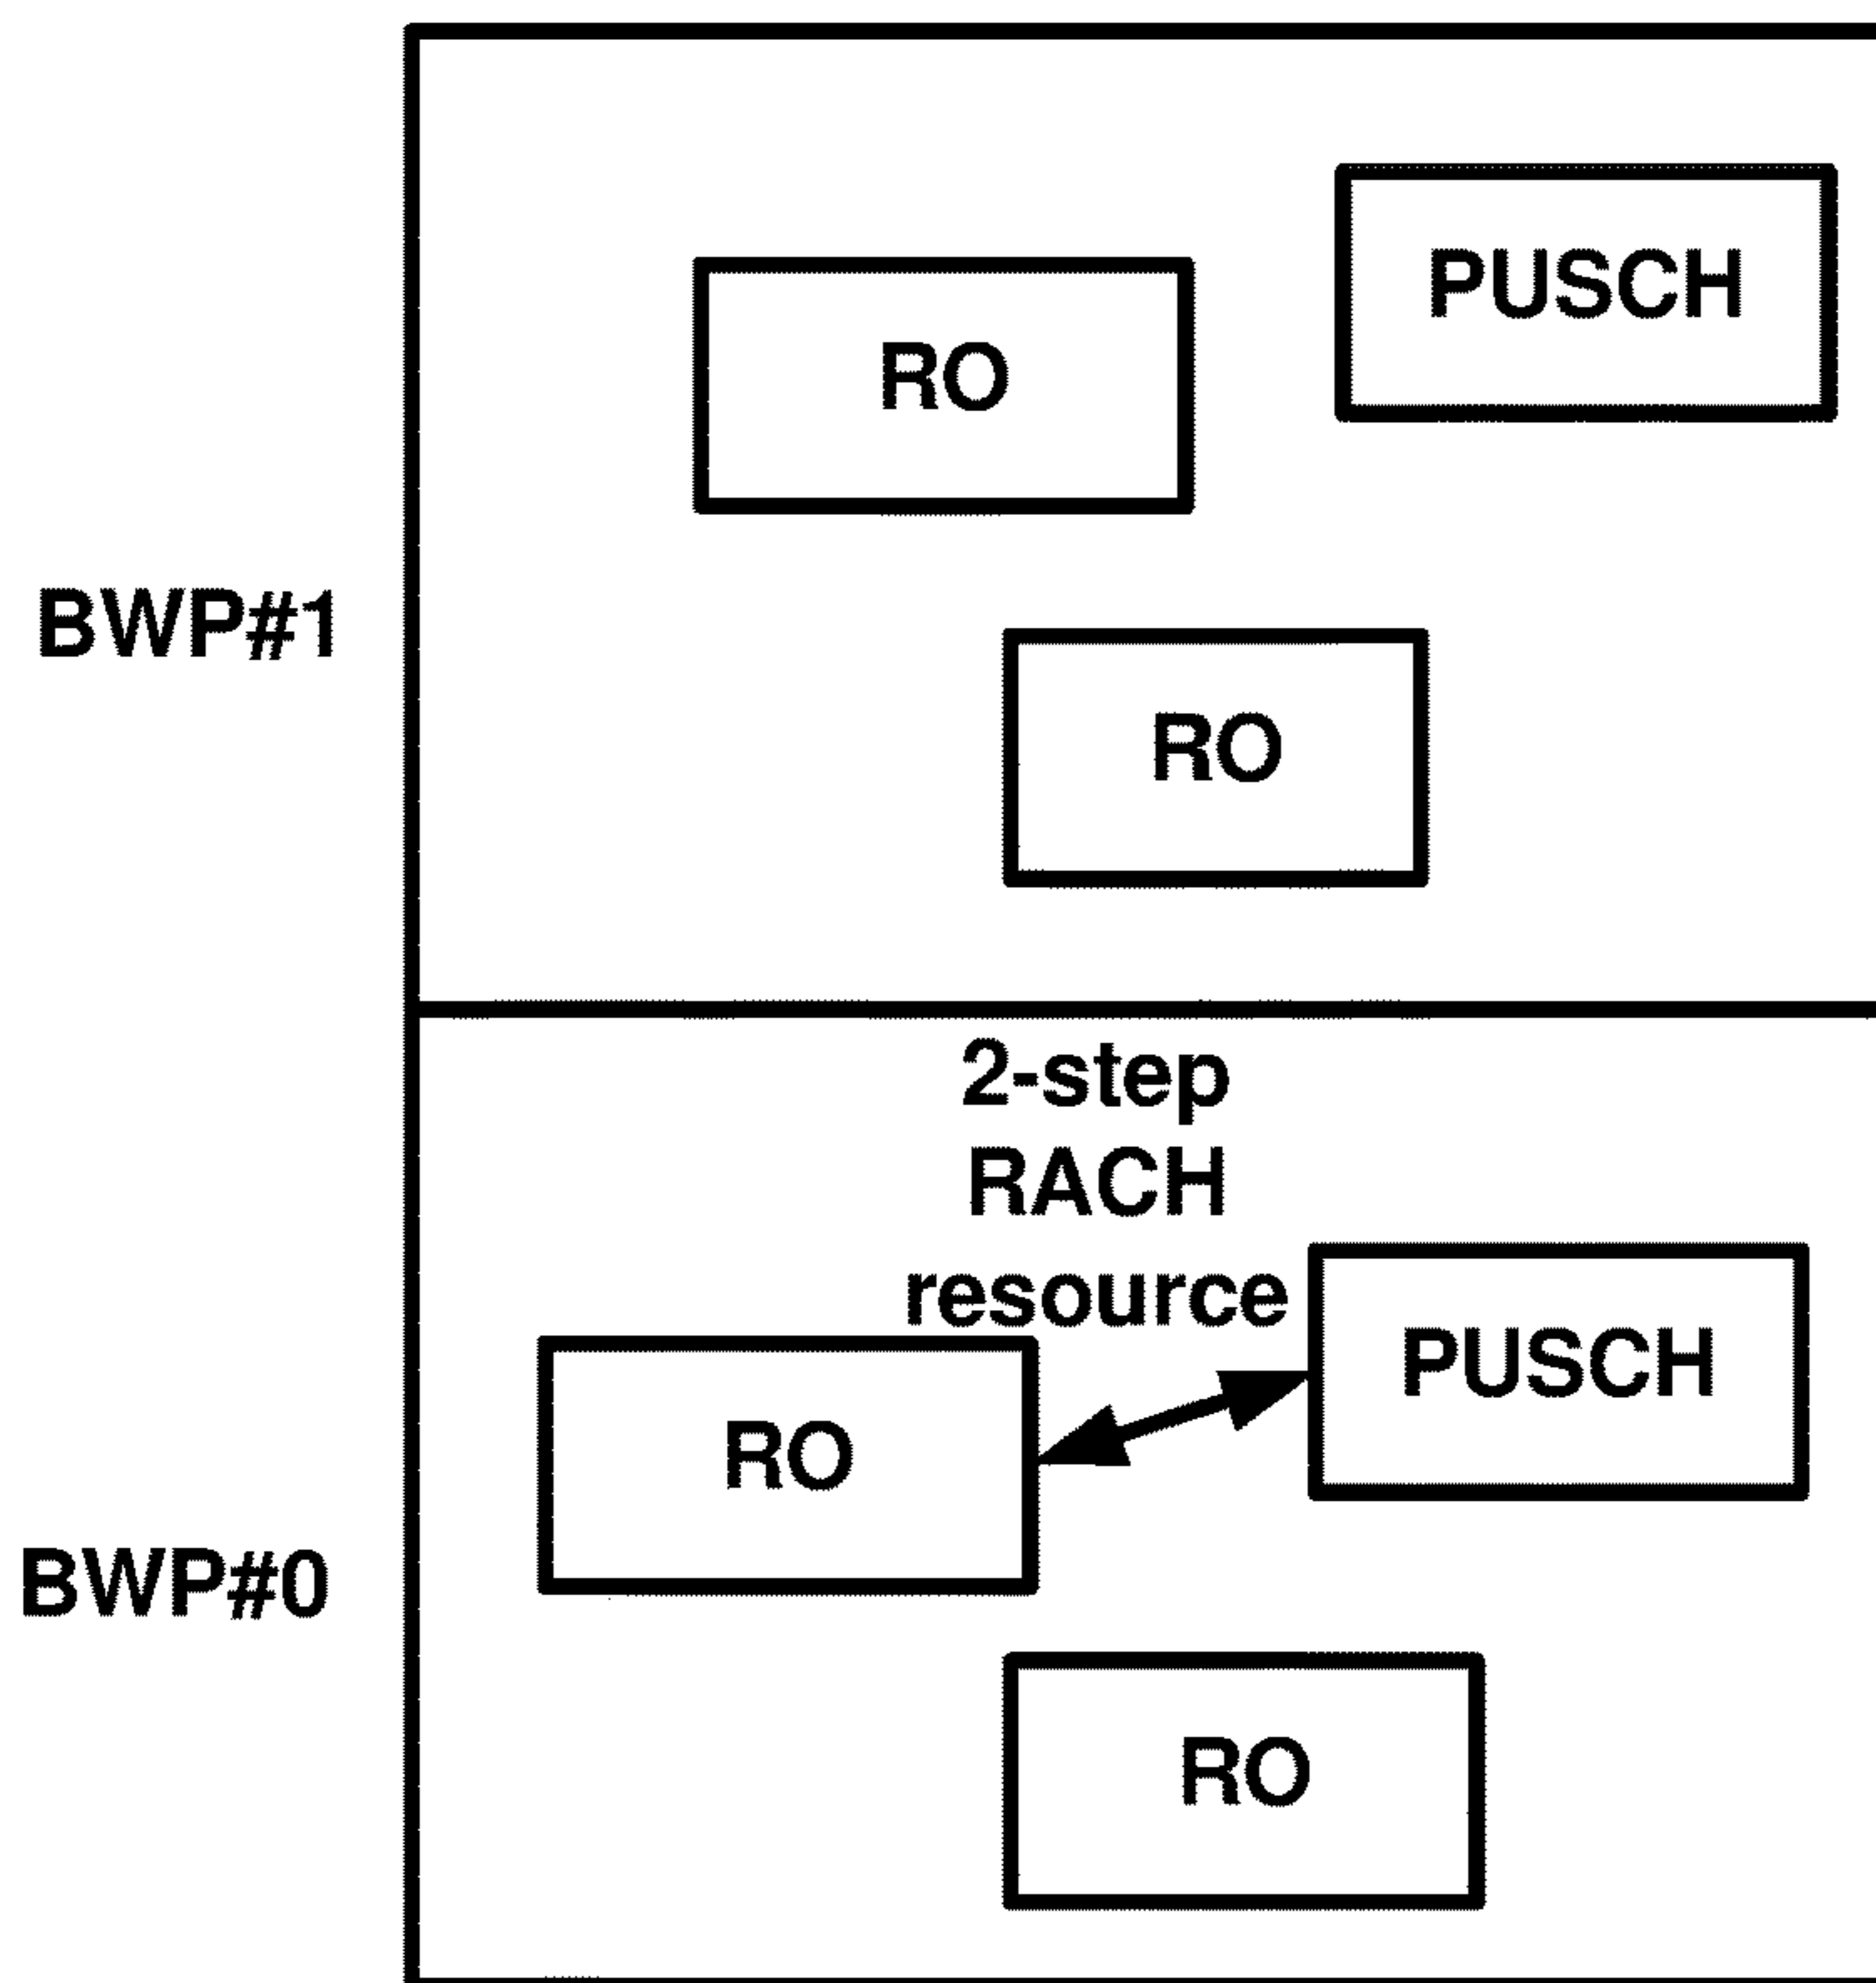 PUSCH
RO
BWP#1
RO
2-step
RACH
resource
PUSCH
RO
BWP#0
RO